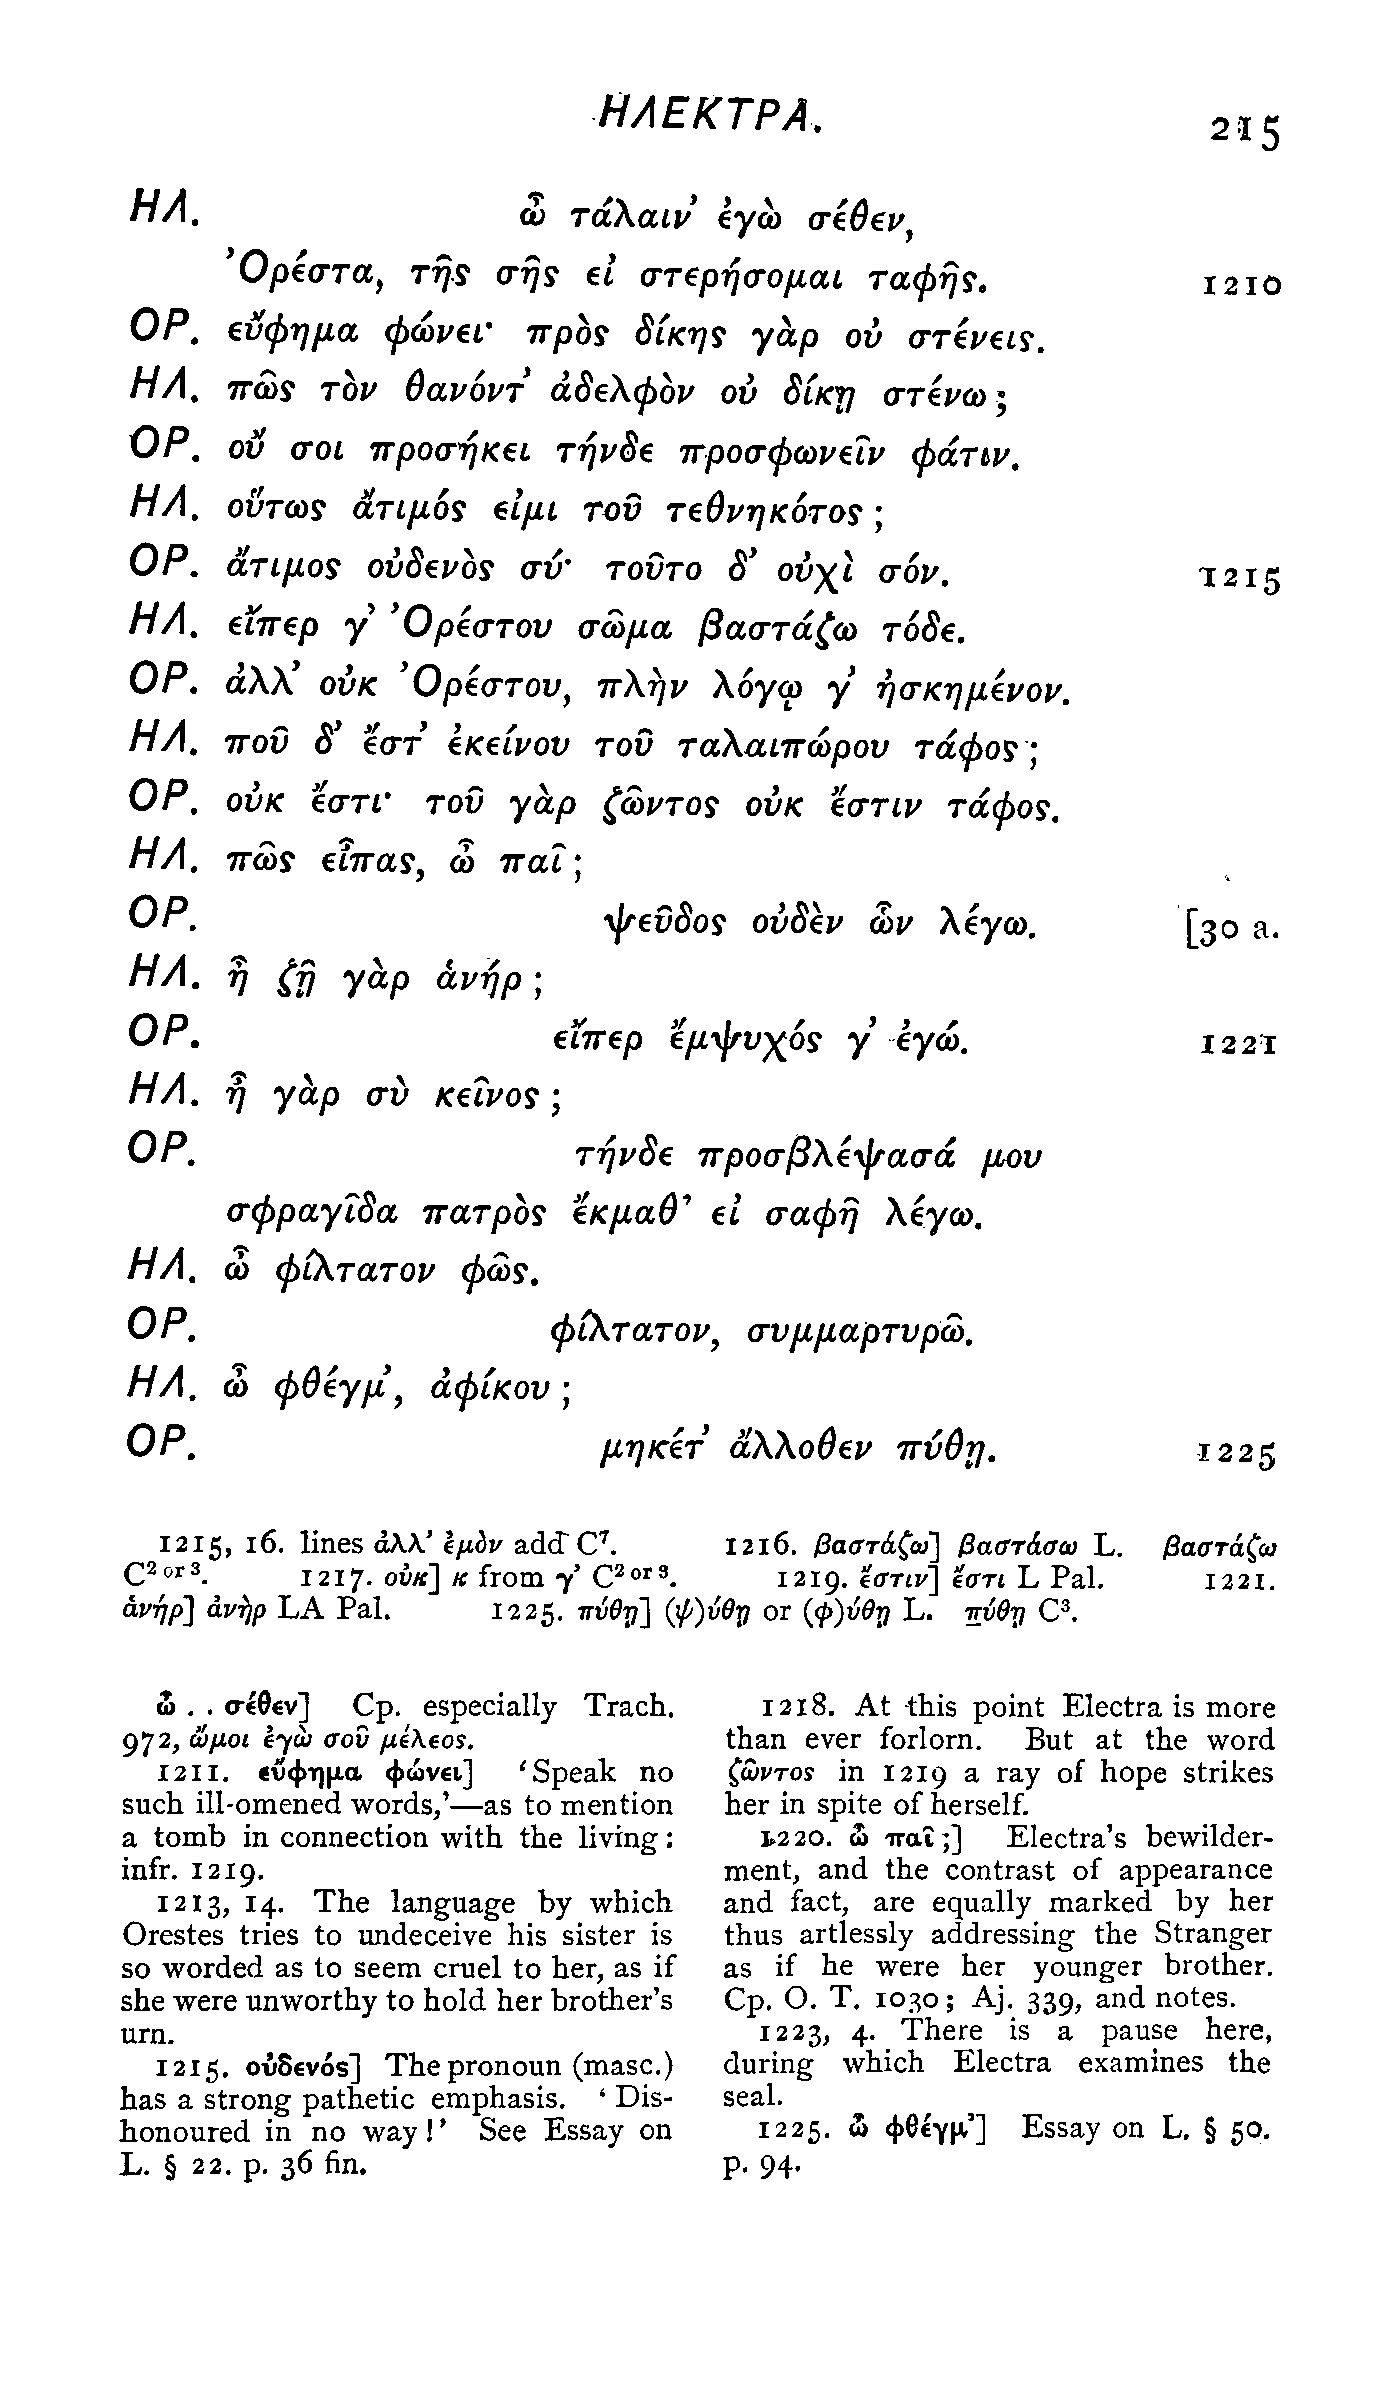 ΗΛΕΚΤΡΑ.
215
ΗΛ. ὦ τάλαιν’ ἐγὼ σέθεν,
Ὀρέστα, τῆς σῆς εἰ στερήσομαι ταφῆς. 1210
ΟΡ. εὔφημα φώνει· πρὸς δίκης γὰρ οὐ στένεις.
ΗΛ. πῶς τὸν θανόντ’ ἀδελφὸν οὐ δίκῃ στένω;
ΟΡ. οὔ σοι προσήκει τήνδε προσφωνεῖν φάτιν.
ΗΛ. οὕτως ἄτιμός εἰμι τοῦ τεθνηκότος;
ΟΡ. ἄτιμος οὐδενὸς σύ· τοῦτο δ’ οὐχὶ σόν. 1215
ΗΛ. εἴπερ γ’ Ὀρέστου σῶμα βαστάζω τόδε.
ΟΡ. ἀλλ’ οὐκ Ὀρέστου, πλὴν λόγῳ γ’ ἠσκημένον.
ΗΛ. ποῦ δ’ ἔστ’ ἐκείνου τοῦ ταλαιπώρου τάφος;
ΟΡ. οὐκ ἔστι· τοῦ γὰρ ζῶντος οὐκ ἔστιν τάφος.
ΗΛ. πῶς εἶπας, ὦ παῖ;
ΟΡ. ψεῦδος οὐδὲν ὧν λέγω. [30 a.
ΗΛ. ἦ ζῇ γὰρ ἁνήρ;
ΟΡ. εἴπερ ἔμψυχός γ’ ἐγώ. 1221
ΗΛ. ἦ γὰρ σὺ κεῖνος;
ΟΡ. τήνδε προσβλέψασά μου
σφραγῖδα πατρὸς ἔκμαθ’ εἰ σαφῆ λέγω.
ΗΛ. ὦ φίλτατον φῶς.
ΟΡ. φίλτατον, συμμαρτυρῶ.
ΗΛ. ὦ φθέγμ’, ἀφίκου;
ΟΡ. μηκέτ’ ἄλλοθεν πύθῃ. 1225
1215, 16. lines ἀλλ’ ἐμὸν add C⁷. 1216. βαστάζω] βαστάσω L. βαστάζω
C² ᵒʳ ³. 1217. οὐκ] κ from γ’ C² ᵒʳ ³. 1219. ἔστιν] ἔστι L Pal. 1221.
ἁνήρ] ἀνὴρ LA Pal. 1225. πύθῃ] (ψ)ύθῃ or (φ)ύθῃ L. πύθῃ C³.
ὦ . . σέθεν] Cp. especially Trach.
972, ὤμοι ἐγὼ σοῦ μέλεος.
1211. εὔφημα φώνει] ‘Speak no
such ill-omened words,’—as to mention
a tomb in connection with the living:
infr. 1219.
1213, 14. The language by which
Orestes tries to undeceive his sister is
so worded as to seem cruel to her, as if
she were unworthy to hold her brother’s
urn.
1215. οὐδενός] The pronoun (masc.)
has a strong pathetic emphasis. ‘Dis-
honoured in no way!’ See Essay on
L. § 22. p. 36 fin.
1218. At this point Electra is more
than ever forlorn. But at the word
ζῶντος in 1219 a ray of hope strikes
her in spite of herself.
1220. ὦ παῖ;] Electra’s bewilder-
ment, and the contrast of appearance
and fact, are equally marked by her
thus artlessly addressing the Stranger
as if he were her younger brother.
Cp. O. T. 1030; Aj. 339, and notes.
1223, 4. There is a pause here,
during which Electra examines the
seal.
1225. ὦ φθέγμ’] Essay on L. § 50.
p. 94.